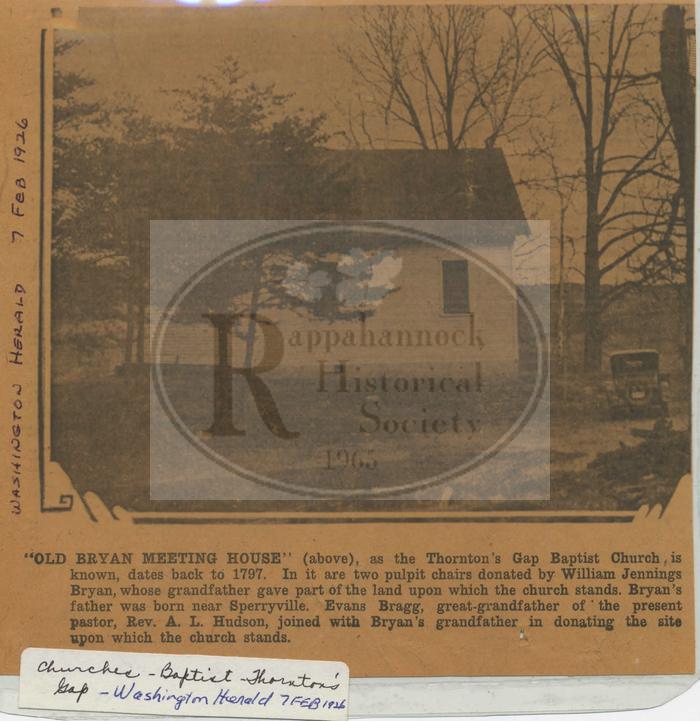 WASHINGTON HERALD 7 FEB 1926
Rappahannock
Historical
Society
1965
"OLD BRYAN MEETING HOUSE" (above), as the Thornton's Gap Baptist Church, is
known, dates back to 1797. In it are two pulpit chairs donated by William Jennings
Bryan, whose grandfather gave part of the land upon which the church stands. Bryan's
father was born near Sperryville. Evans Bragg, great-grandfather of the present
pastor, Rev. A. L. Hudson, joined with Bryan's grandfather in donating the site
upon which the church stands.
Churches - Baptist - Thornton's
Gap - Washington Herald 7 FEB 1926